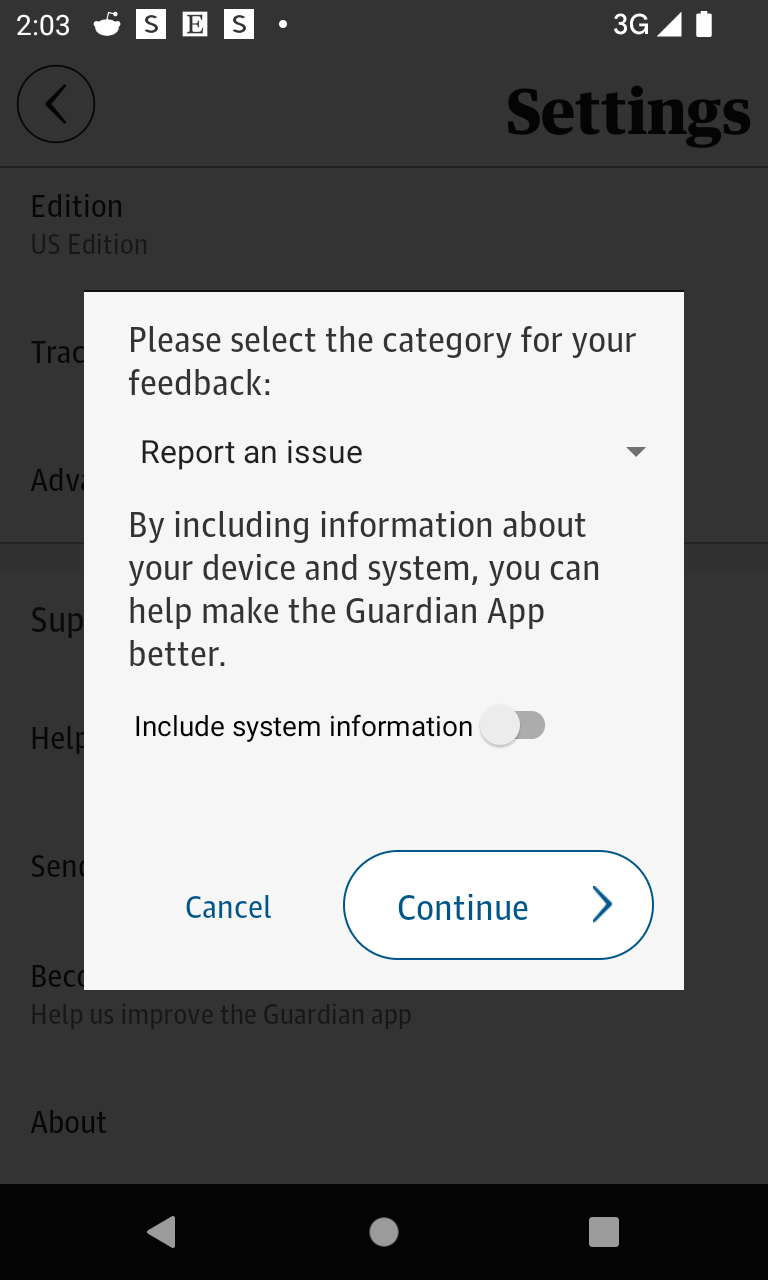 2:03 S E S 3G
Settings
Edition
US Edition
Please select the category for your
feedback:
Trac
Report an issue
Adva
By including information about
your device and system, you can
help make the Guardian App
better.
Sup
Include system information
Help
Send
Cancel
Continue
Beco
Help us improve the Guardian app
About